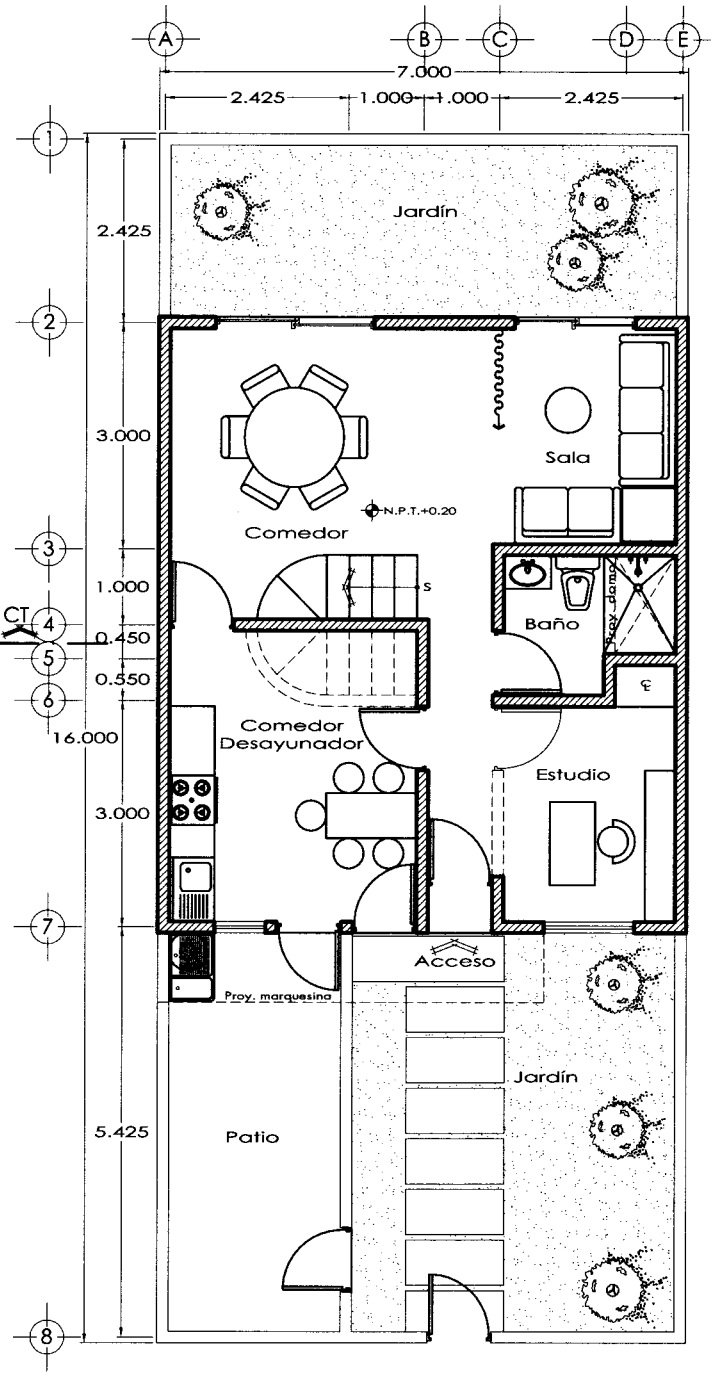 A B C D E
7.000
2.425 1.000 1.000 2.425
1
Jardín
2.425
2
3.000
Sala
N.P.T.+0.20
Comedor
3
1.000
S
CT
4
Baño
Proy. domo
0.450
5
0.550
6
Comedor
Desayunador
16.000
Estudio
3.000
7
Acceso
Proy. marquesina
Jardín
5.425
Patio
8